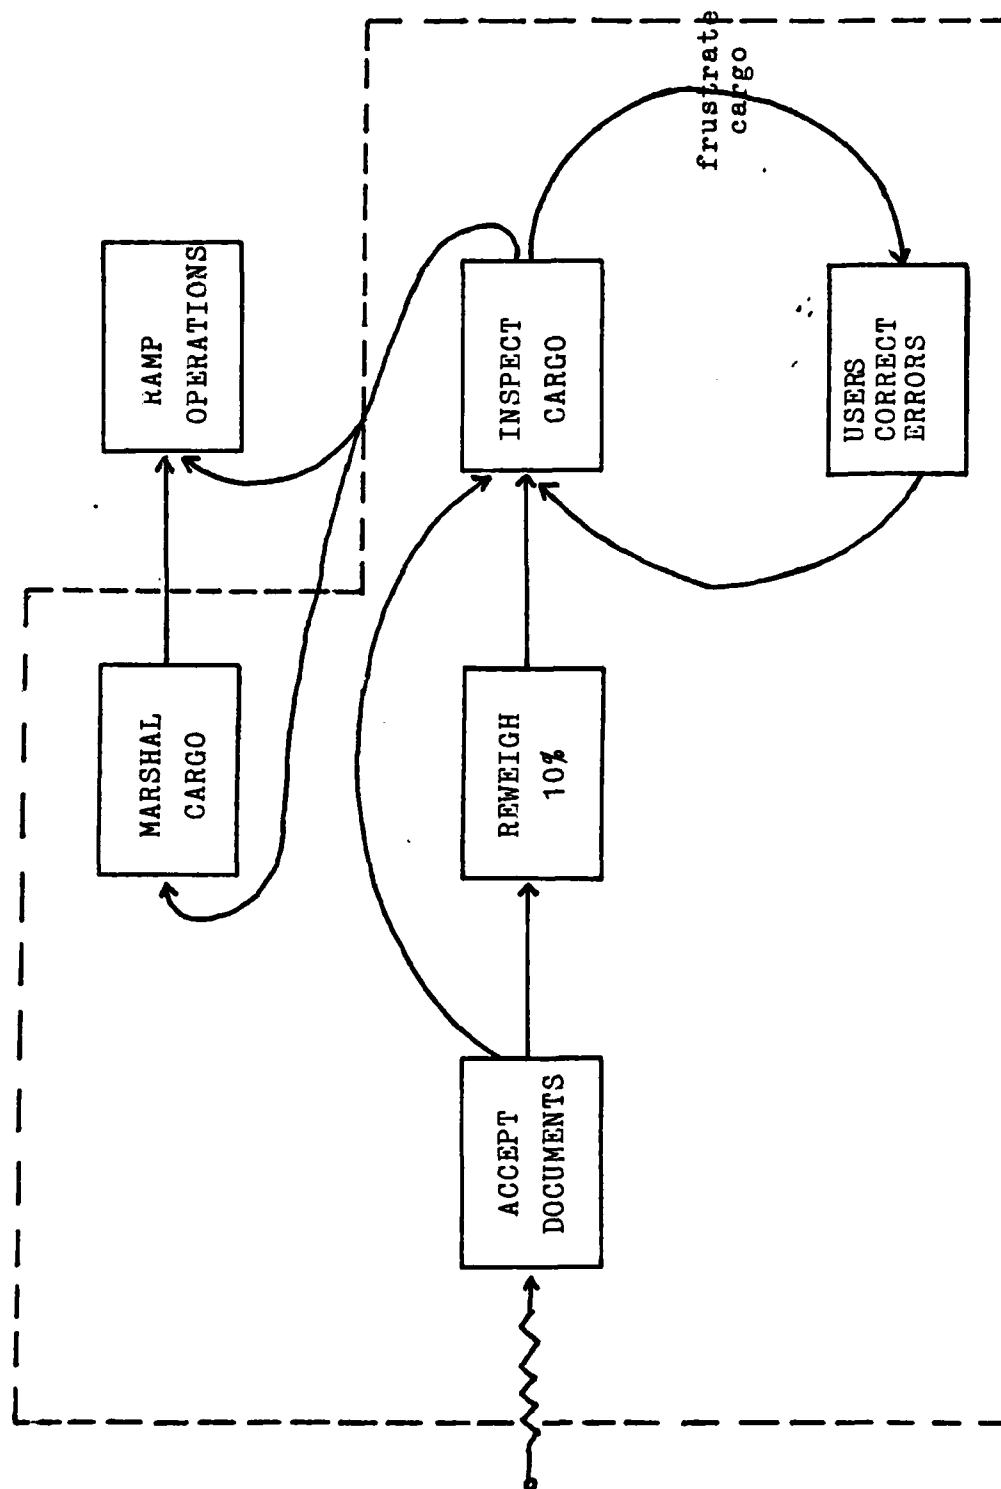 RAMP
OPERATIONS
MARSHAL
CARGO
frustrate
cargo
INSPECT
CARGO
REWEIGH
10%
ACCEPT
DOCUMENTS
USERS
CORRECT
ERRORS